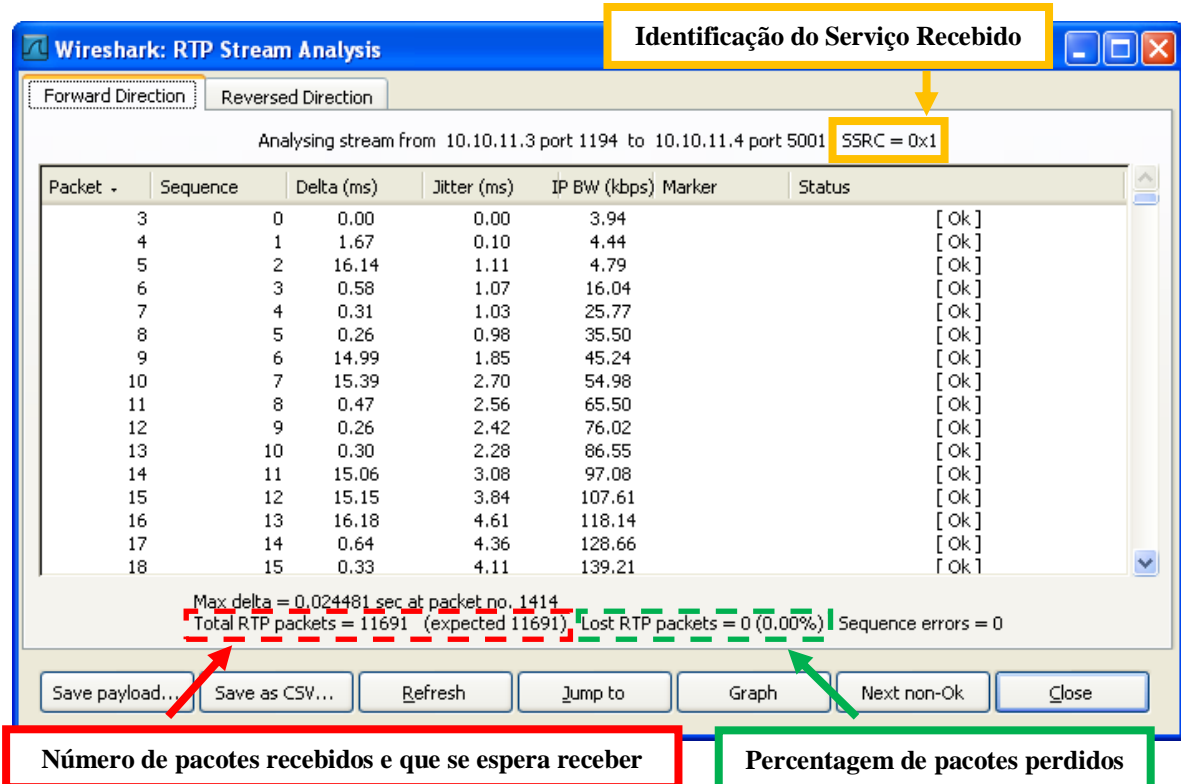 Identificação do Serviço Recebido
Wireshark: RTP Stream Analysis
Forward Direction Reversed Direction
Analysing stream from 10.10.11.3 port 1194 to 10.10.11.4 port 5001 SSRC = 0x1
Packet Sequence Delta (ms) Jitter (ms) IP BW (kbps) Marker Status
3 0 0.00 0.00 3.94 [ Ok ]
4 1 1.67 0.10 4.44 [ Ok ]
5 2 16.14 1.11 4.79 [ Ok ]
6 3 0.58 1.07 16.04 [ Ok ]
7 4 0.31 1.03 25.77 [ Ok ]
8 5 0.26 0.98 35.50 [ Ok ]
9 6 14.99 1.85 45.24 [ Ok ]
10 7 15.39 2.70 54.98 [ Ok ]
11 8 0.47 2.56 65.50 [ Ok ]
12 9 0.26 2.42 76.02 [ Ok ]
13 10 0.30 2.28 86.55 [ Ok ]
14 11 15.06 3.08 97.08 [ Ok ]
15 12 15.15 3.84 107.61 [ Ok ]
16 13 16.18 4.61 118.14 [ Ok ]
17 14 0.64 4.36 128.66 [ Ok ]
18 15 0.33 4.11 139.21 [ Ok ]
Max delta = 0.024481 sec at packet no. 1414
Total RTP packets = 11691 (expected 11691) Lost RTP packets = 0 (0.00%) Sequence errors = 0
Save payload... Save as CSV... Refresh Jump to Graph Next non-Ok Close
Número de pacotes recebidos e que se espera receber
Percentagem de pacotes perdidos